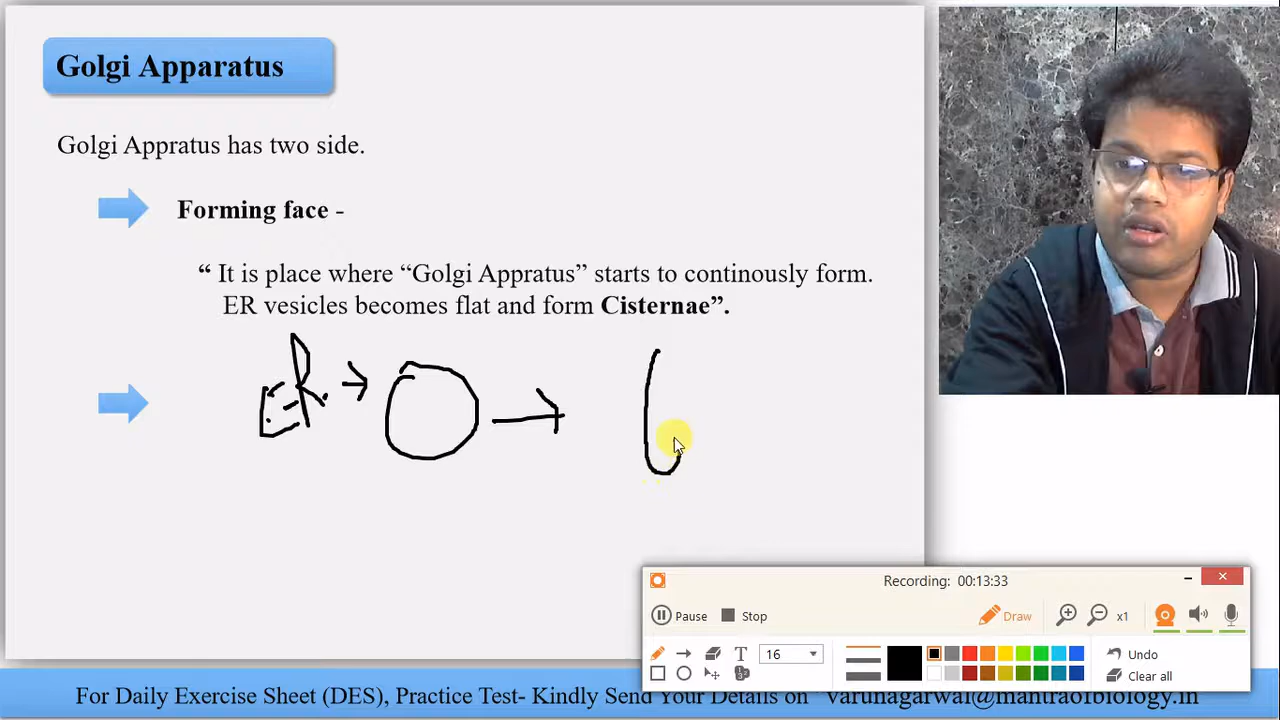 Golgi Apparatus
Golgi Appratus has two side.
Forming face -
“ It is place where “Golgi Appratus” starts to continously form.
ER vesicles becomes flat and form Cisternae”.
E.R.
Recording: 00:13:33
Pause Stop Draw x1
T 16 Undo
Clear all
For Daily Exercise Sheet (DES), Practice Test- Kindly Send Your Details on varunagarwal@mantraofbiology.in